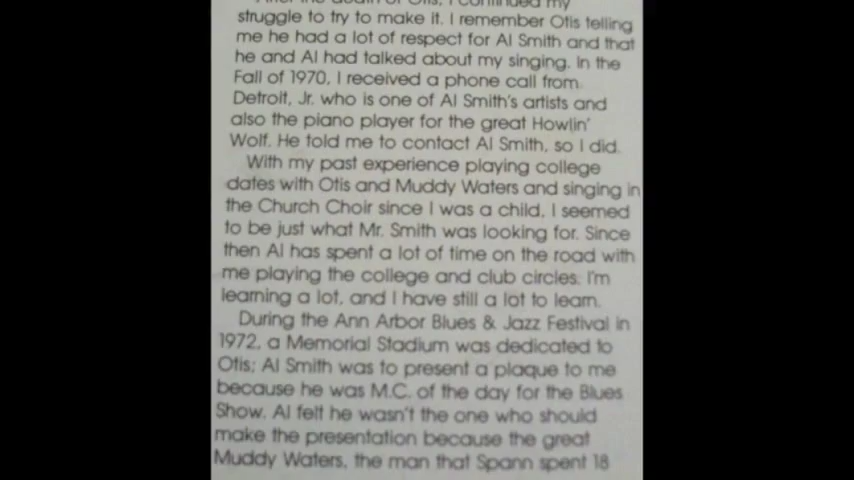 After the death of Otis, I continued my
struggle to try to make it. I remember Otis telling
me he had a lot of respect for Al Smith and that
he and Al had talked about my singing. In the
Fall of 1970, I received a phone call from
Detroit, Jr. who is one of Al Smith's artists and
also the piano player for the great Howlin'
Wolf. He told me to contact Al Smith, so I did.
With my past experience playing college
dates with Otis and Muddy Waters and singing in
the Church Choir since I was a child, I seemed
to be just what Mr. Smith was looking for. Since
then Al has spent a lot of time on the road with
me playing the college and club circles. I'm
learning a lot, and I have still a lot to learn.
During the Ann Arbor Blues & Jazz Festival in
1972, a Memorial Stadium was dedicated to
Otis; Al Smith was to present a plaque to me
because he was M.C. of the day for the Blues
Show. Al felt he wasn't the one who should
make the presentation because the great
Muddy Waters, the man that Spann spent 18